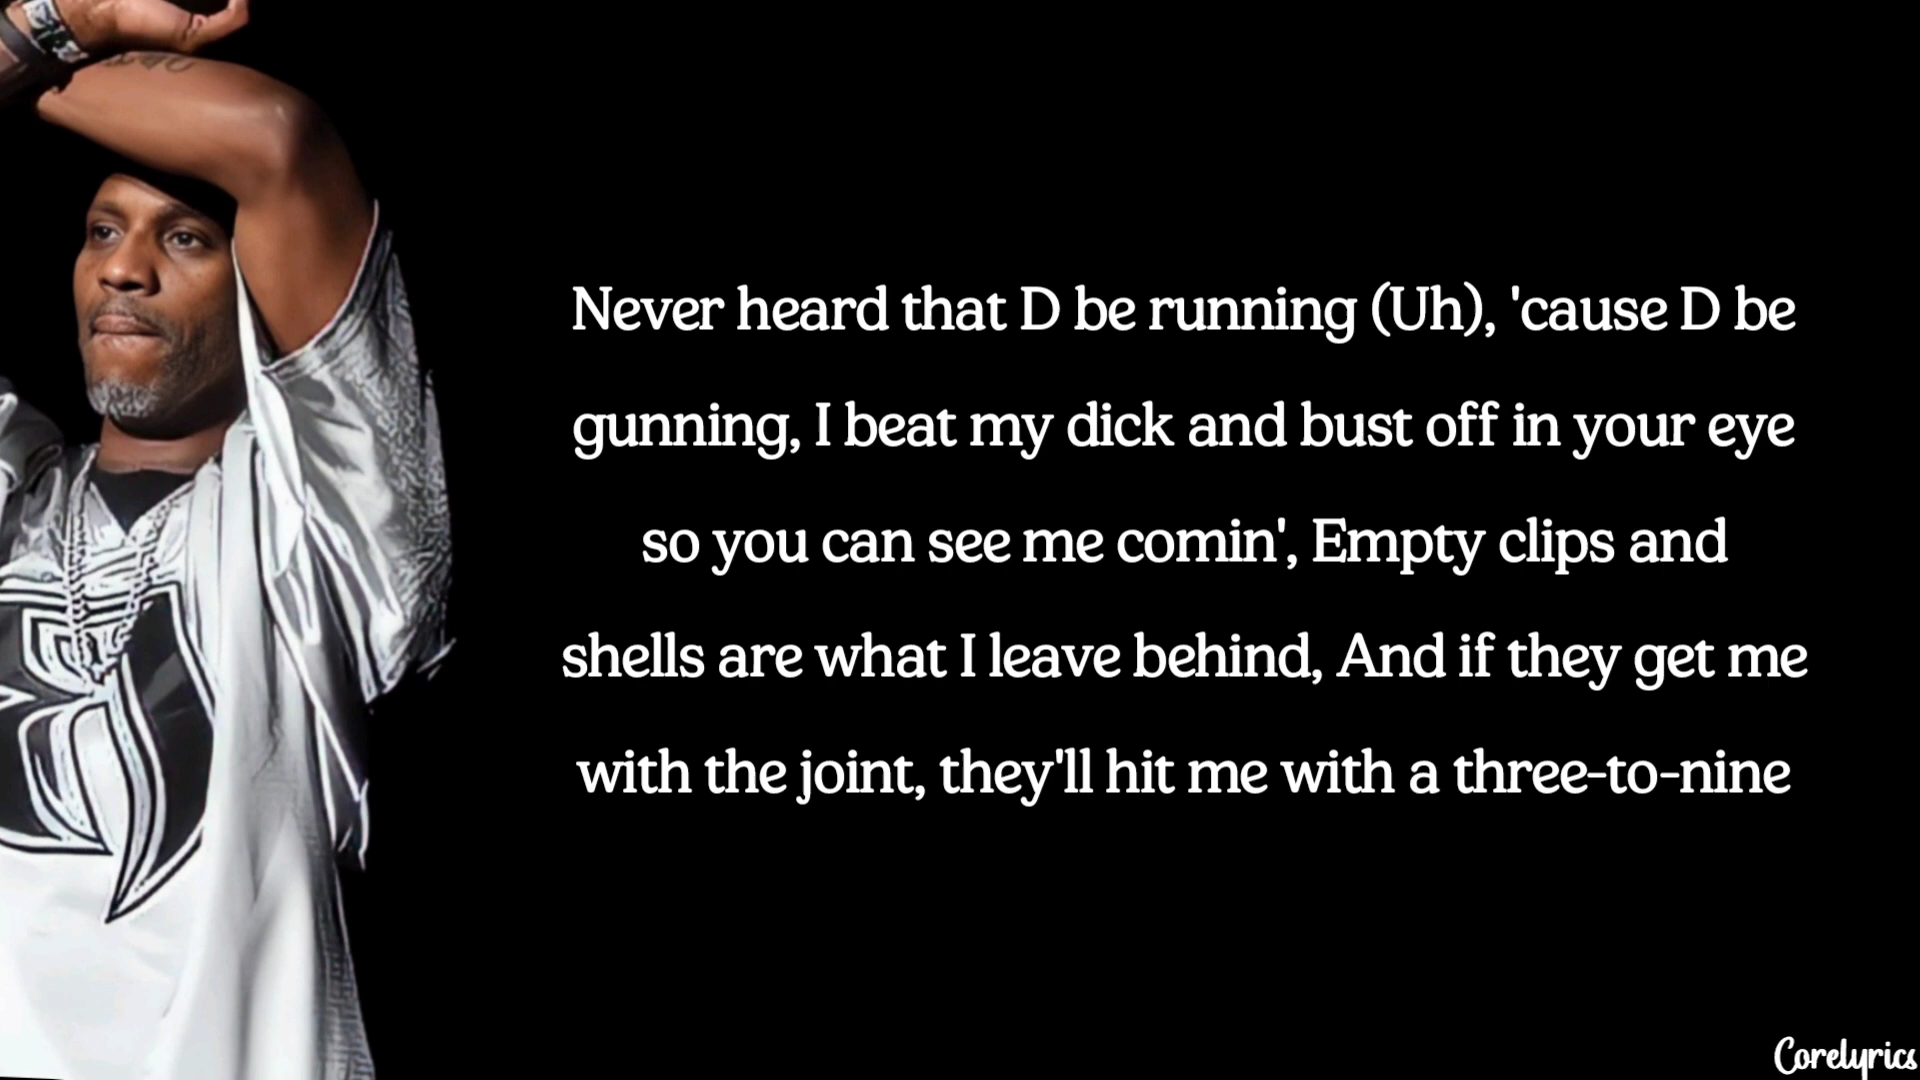 Never heard that D be running (Uh), 'cause D be
gunning, I beat my dick and bust off in your eye
so you can see me comin', Empty clips and
shells are what I leave behind, And if they get me
with the joint, they'll hit me with a three-to-nine
Corelyrics